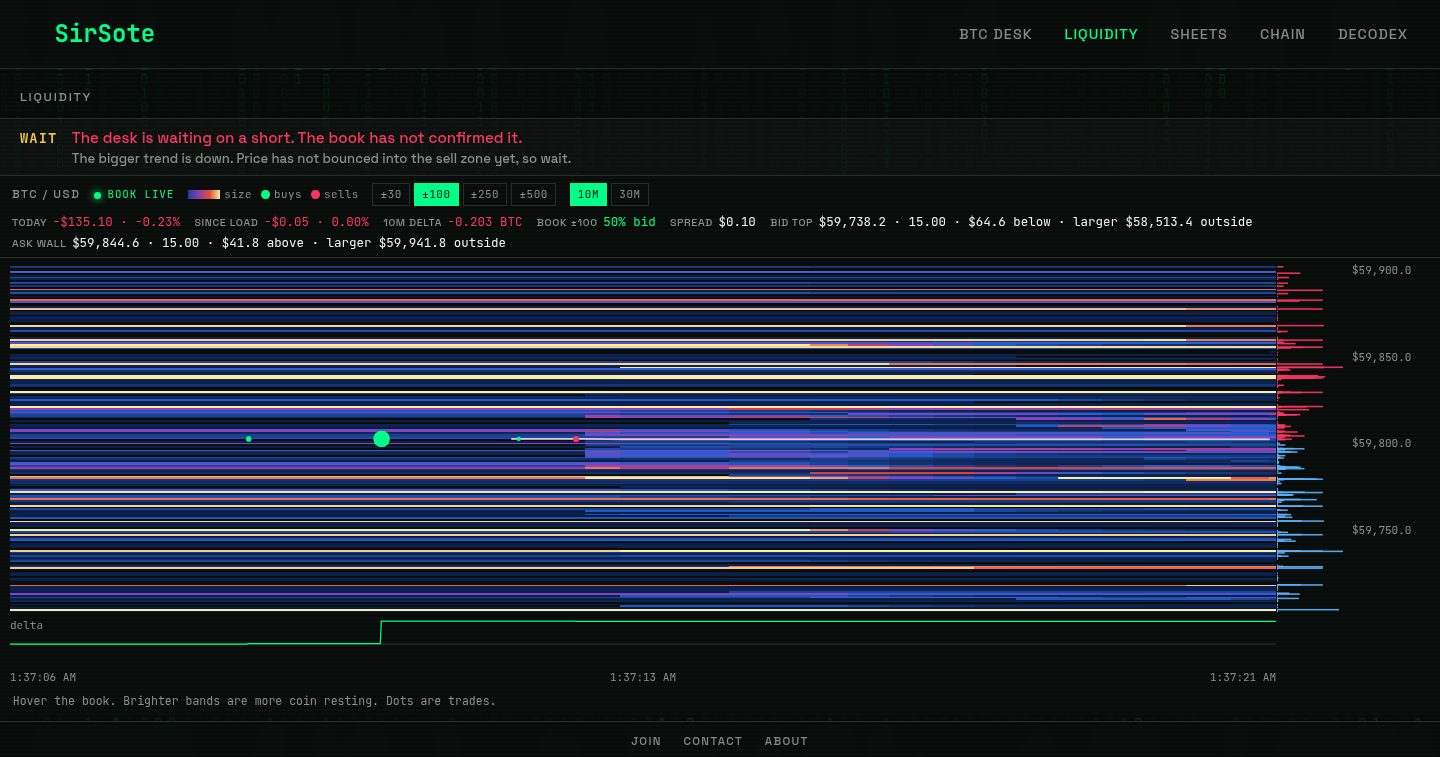 SirSote
BTC DESK LIQUIDITY SHEETS CHAIN DECODEX
LIQUIDITY
WAIT The desk is waiting on a short. The book has not confirmed it.
The bigger trend is down. Price has not bounced into the sell zone yet, so wait.
BTC / USD BOOK LIVE size buys sells ±30 ±100 ±250 ±500 10M 30M
TODAY -$135.10 · -0.23% SINCE LOAD -$0.05 · 0.00% 10M DELTA -0.203 BTC BOOK ±100 50% bid SPREAD $0.10 BID TOP $59,738.2 · 15.00 · $64.6 below · larger $58,513.4 outside
ASK WALL $59,844.6 · 15.00 · $41.8 above · larger $59,941.8 outside
$59,900.0
$59,850.0
$59,800.0
$59,750.0
delta
1:37:06 AM 1:37:13 AM 1:37:21 AM
Hover the book. Brighter bands are more coin resting. Dots are trades.
JOIN CONTACT ABOUT